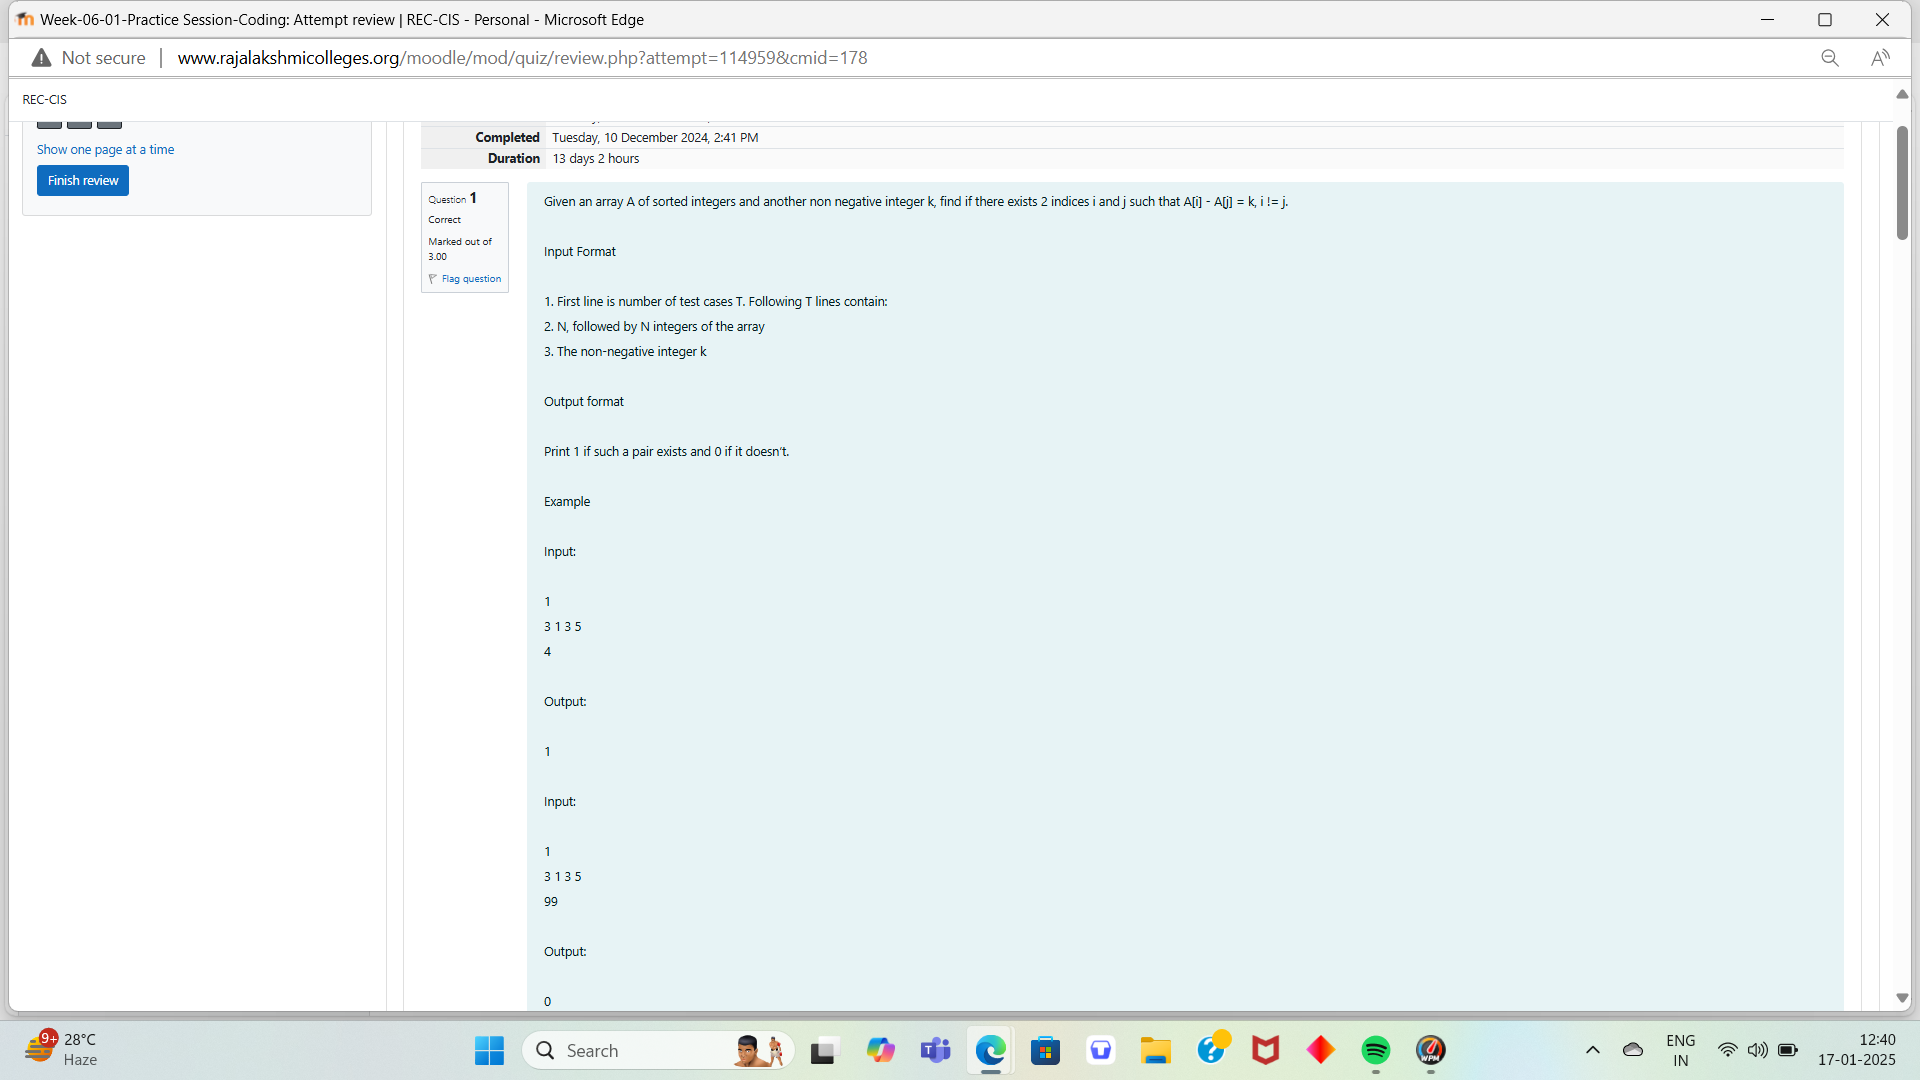 Week-06-01-Practice Session-Coding: Attempt review | REC-CIS - Personal - Microsoft Edge
Not secure | www.rajalakshmicolleges.org/moodle/mod/quiz/review.php?attempt=114959&cmid=178
REC-CIS
Show one page at a time
Finish review
Completed Tuesday, 10 December 2024, 2:41 PM
Duration 13 days 2 hours
Question 1
Correct
Marked out of
3.00
Flag question
Given an array A of sorted integers and another non negative integer k, find if there exists 2 indices i and j such that A[i] - A[j] = k, i != j.
Input Format
1. First line is number of test cases T. Following T lines contain:
2. N, followed by N integers of the array
3. The non-negative integer k
Output format
Print 1 if such a pair exists and 0 if it doesn't.
Example
Input:
1
3 1 3 5
4
Output:
1
Input:
1
3 1 3 5
99
Output:
0
9+
28°C
Haze
Search
WPM
ENG
IN
12:40
17-01-2025